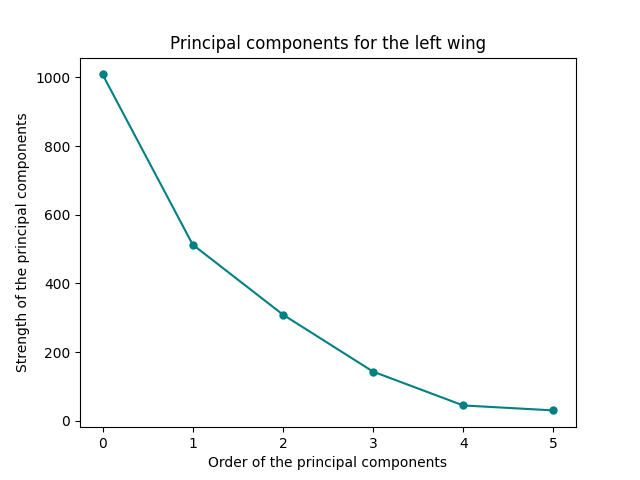 Principal components for the left wing
Strength of the principal components
1000
800
600
400
200
0
0 1 2 3 4 5
Order of the principal components